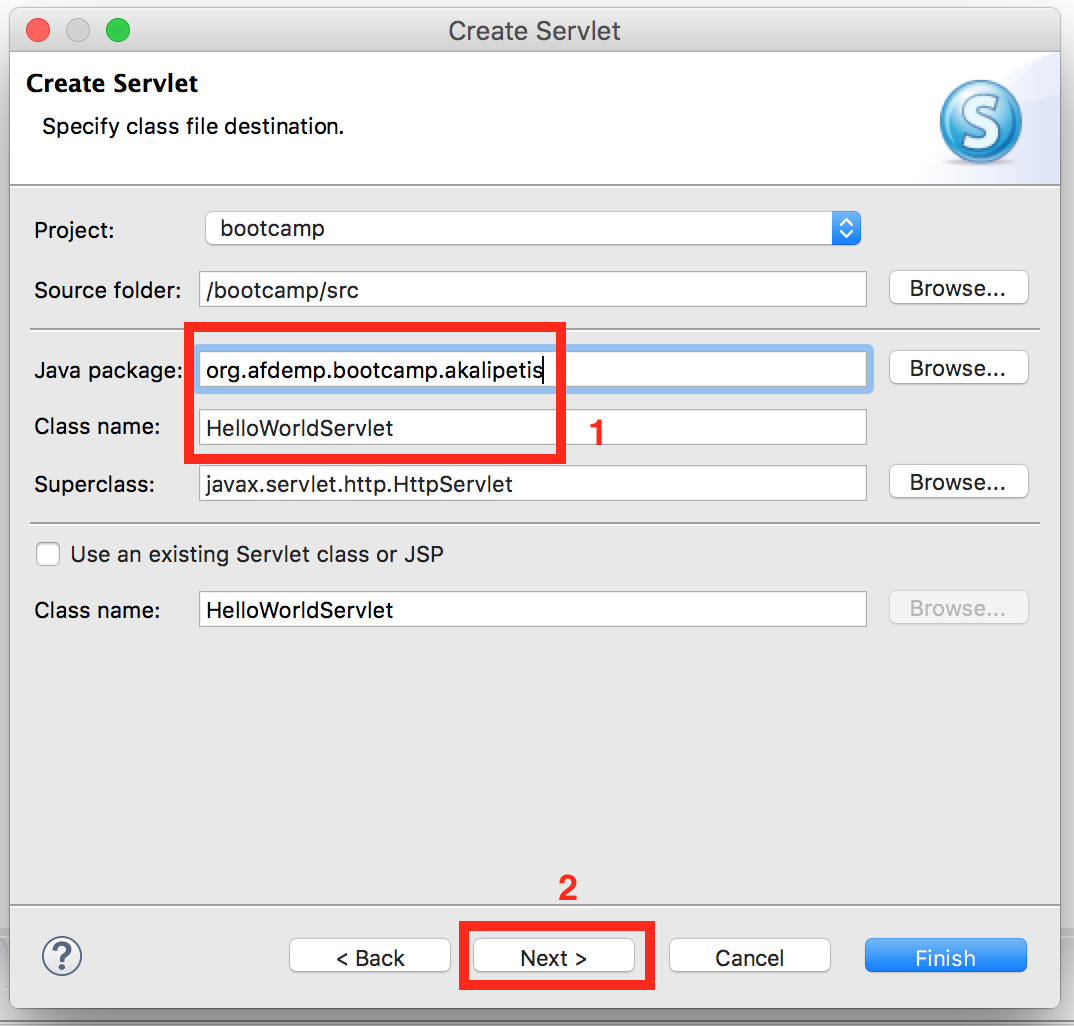 Create Servlet
Create Servlet
Specify class file destination.
S
Project: bootcamp
Source folder: /bootcamp/src Browse...
Java package: org.afdemp.bootcamp.akalipetis Browse...
Class name: HelloWorldServlet 1
Superclass: javax.servlet.http.HttpServlet Browse...
Use an existing Servlet class or JSP
Class name: HelloWorldServlet Browse...
2
? < Back Next > Cancel Finish